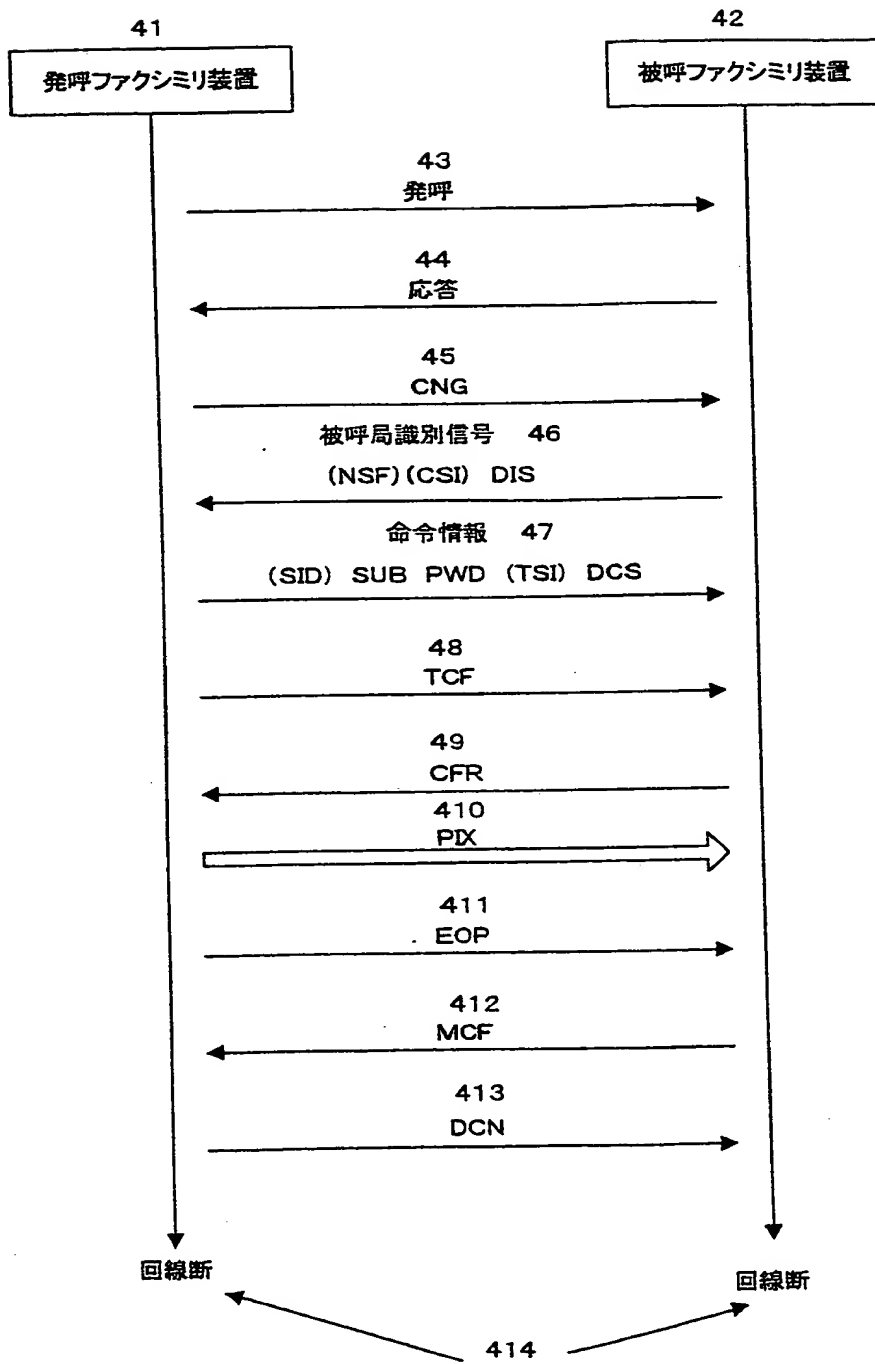 41
42
発呼ファクシミリ装置
被呼ファクシミリ装置
43
発呼
44
応答
45
CNG
被呼局識別信号 46
(NSF)(CSI) DIS
命令情報 47
(SID) SUB PWD (TSI) DCS
48
TCF
49
CFR
410
PIX
411
EOP
412
MCF
413
DCN
回線断
回線断
414